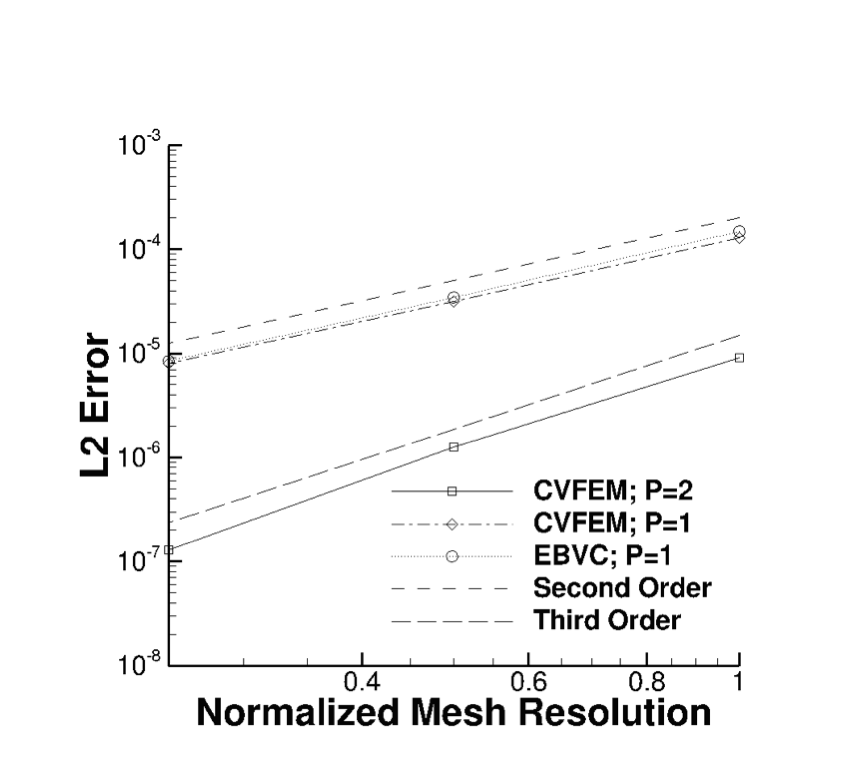 10-3
10-4
10-5
10-6
10-7
10-8
L2 Error
CVFEM; P=2
CVFEM; P=1
EBVC; P=1
Second Order
Third Order
0.4 0.6 0.8 1
Normalized Mesh Resolution